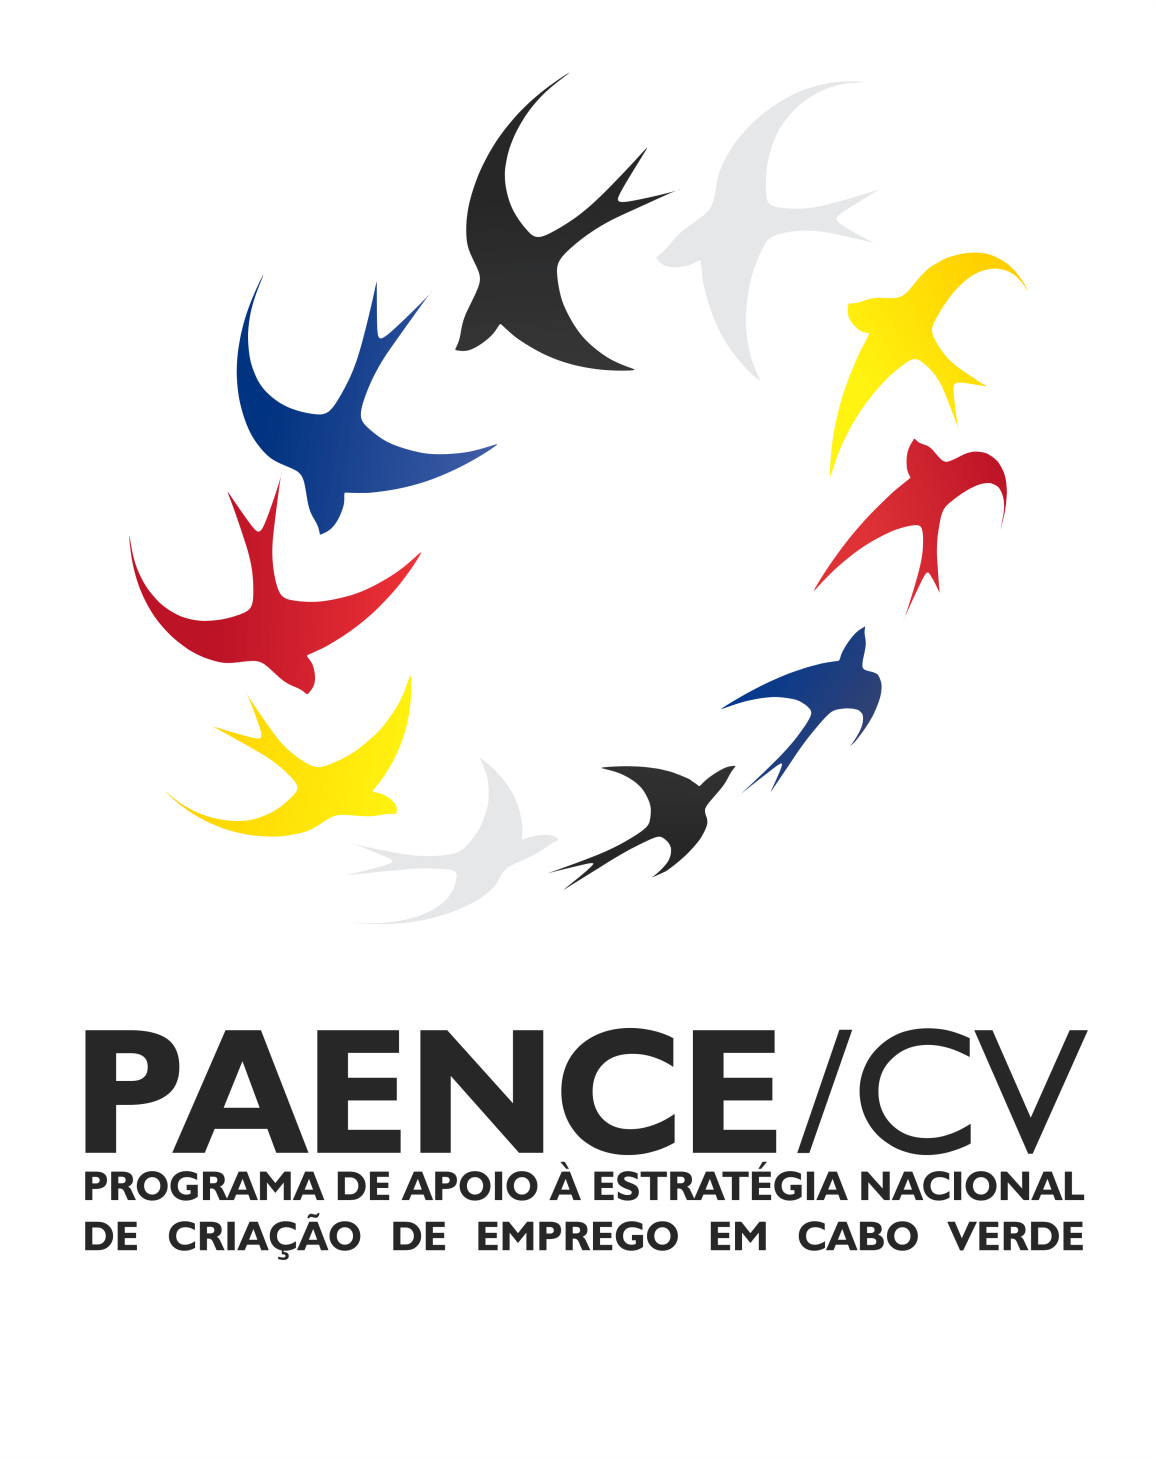 PAENCE/CV
PROGRAMA DE APOIO À ESTRATÉGIA NACIONAL
DE CRIAÇÃO DE EMPREGO EM CABO VERDE